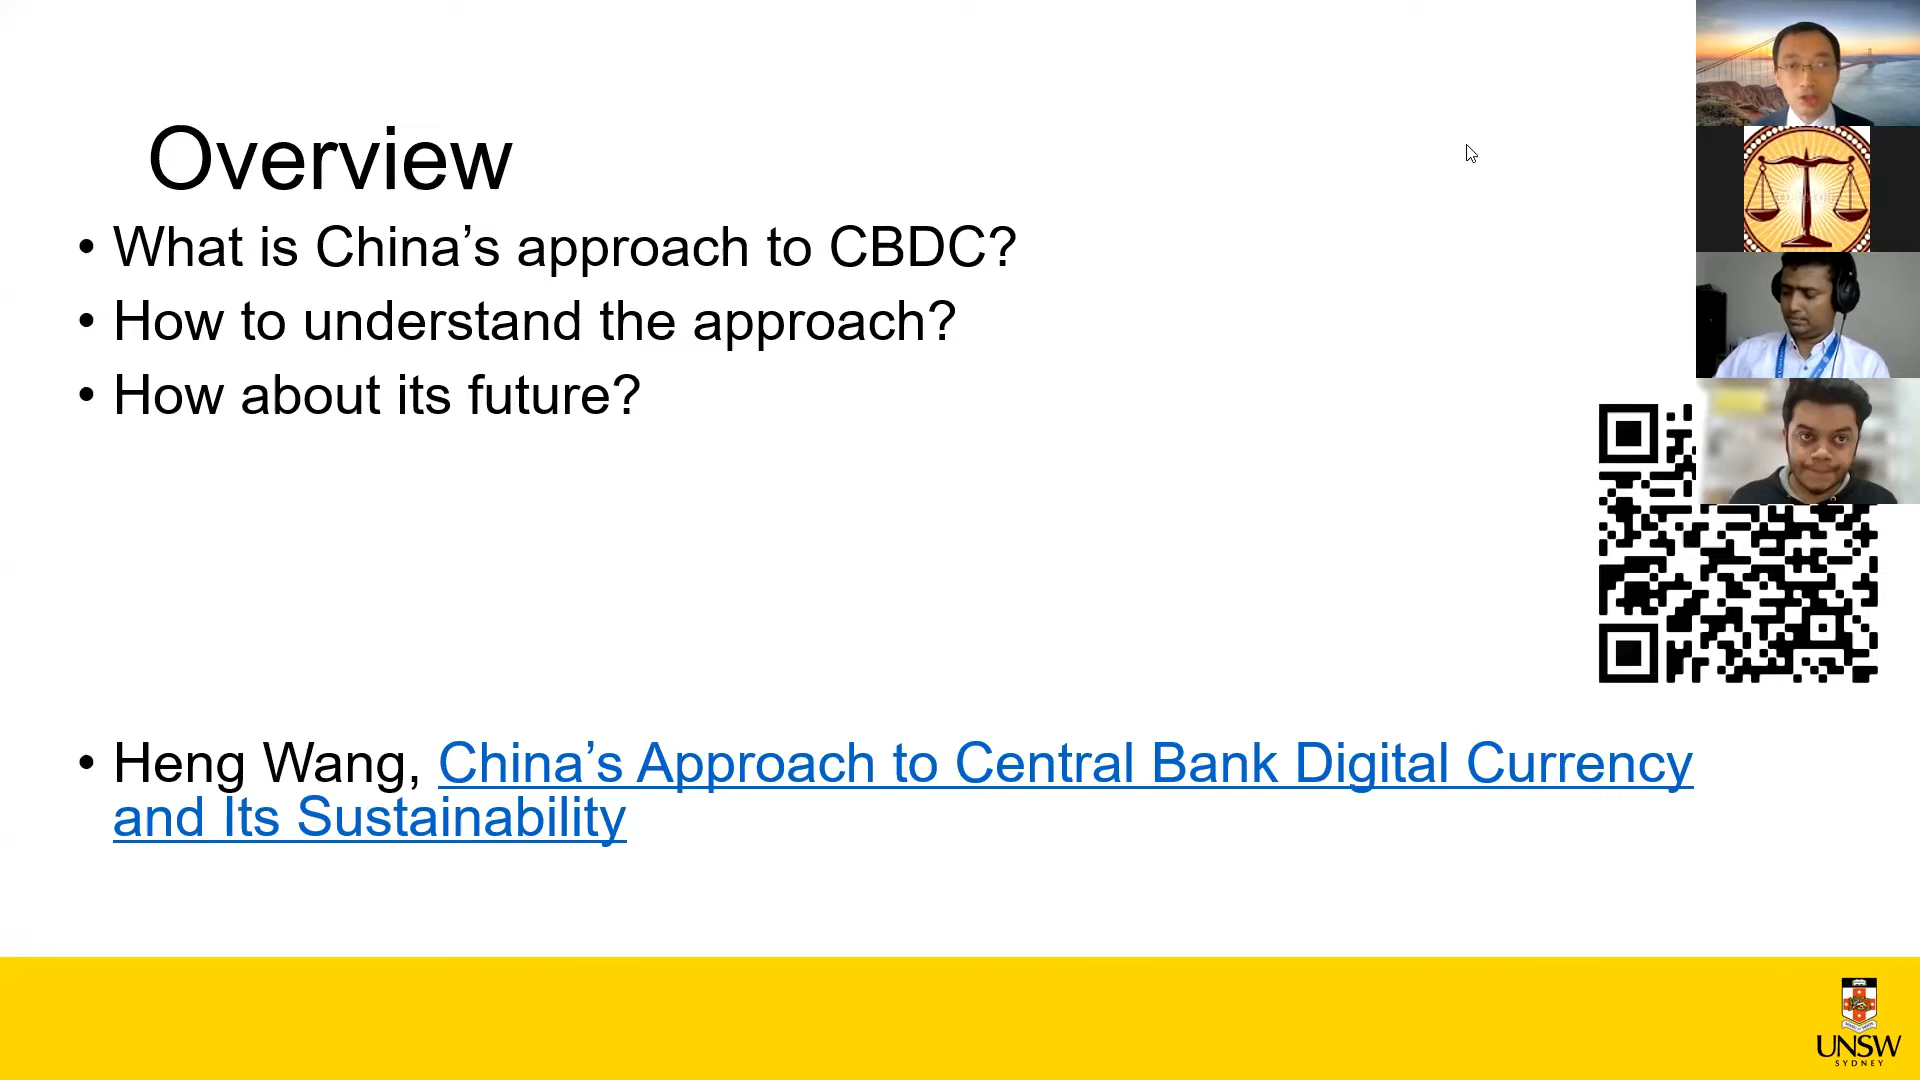 Overview
• What is China’s approach to CBDC?
• How to understand the approach?
• How about its future?
• Heng Wang, China’s Approach to Central Bank Digital Currency
and Its Sustainability
UNSW
SYDNEY